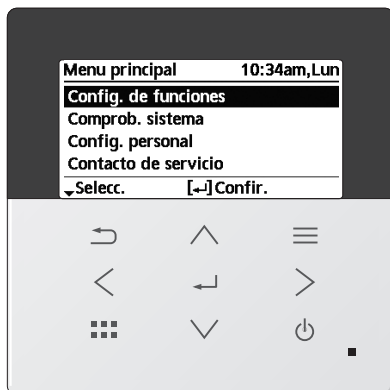 Menu principal 10:34am,Lun
Config. de funciones
Comprob. sistema
Config. personal
Contacto de servicio
Selecc. [↵]Confir.